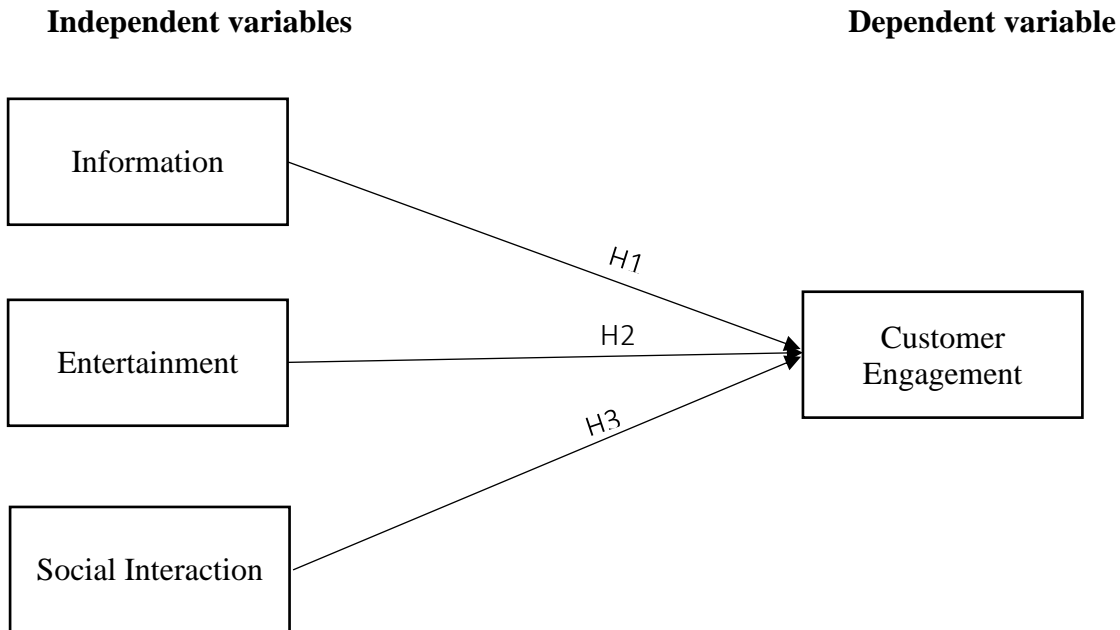 Independent variables
Dependent variable
Information
H1
Entertainment
H2
Customer
Engagement
H3
Social Interaction